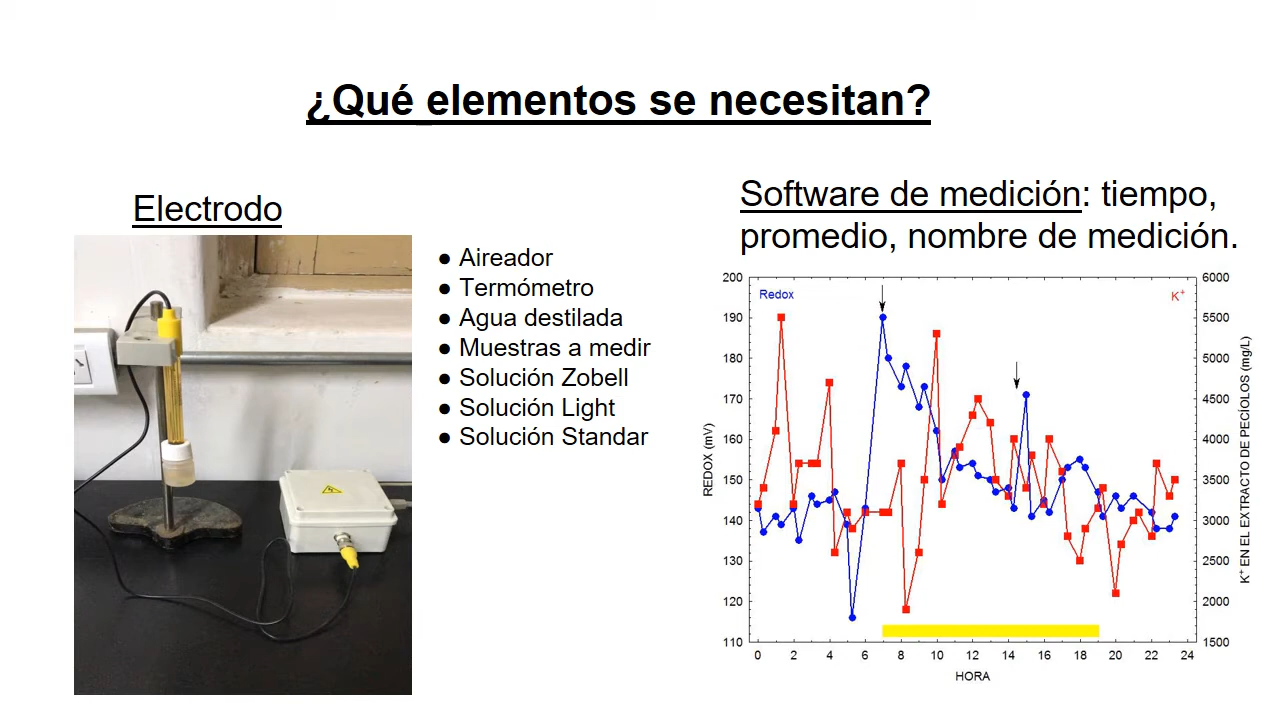 ¿Qué elementos se necesitan?
Electrodo
● Aireador
● Termómetro
● Agua destilada
● Muestras a medir
● Solución Zobell
● Solución Light
● Solución Standar
Software de medición: tiempo,
promedio, nombre de medición.
Redox
K⁺
REDOX (mV)
200
190
180
170
160
150
140
130
120
110
6000
5500
5000
4500
4000
3500
3000
2500
2000
1500
K⁺ EN EL EXTRACTO DE PECÍOLOS (mg/L)
0 2 4 6 8 10 12 14 16 18 20 22 24
HORA